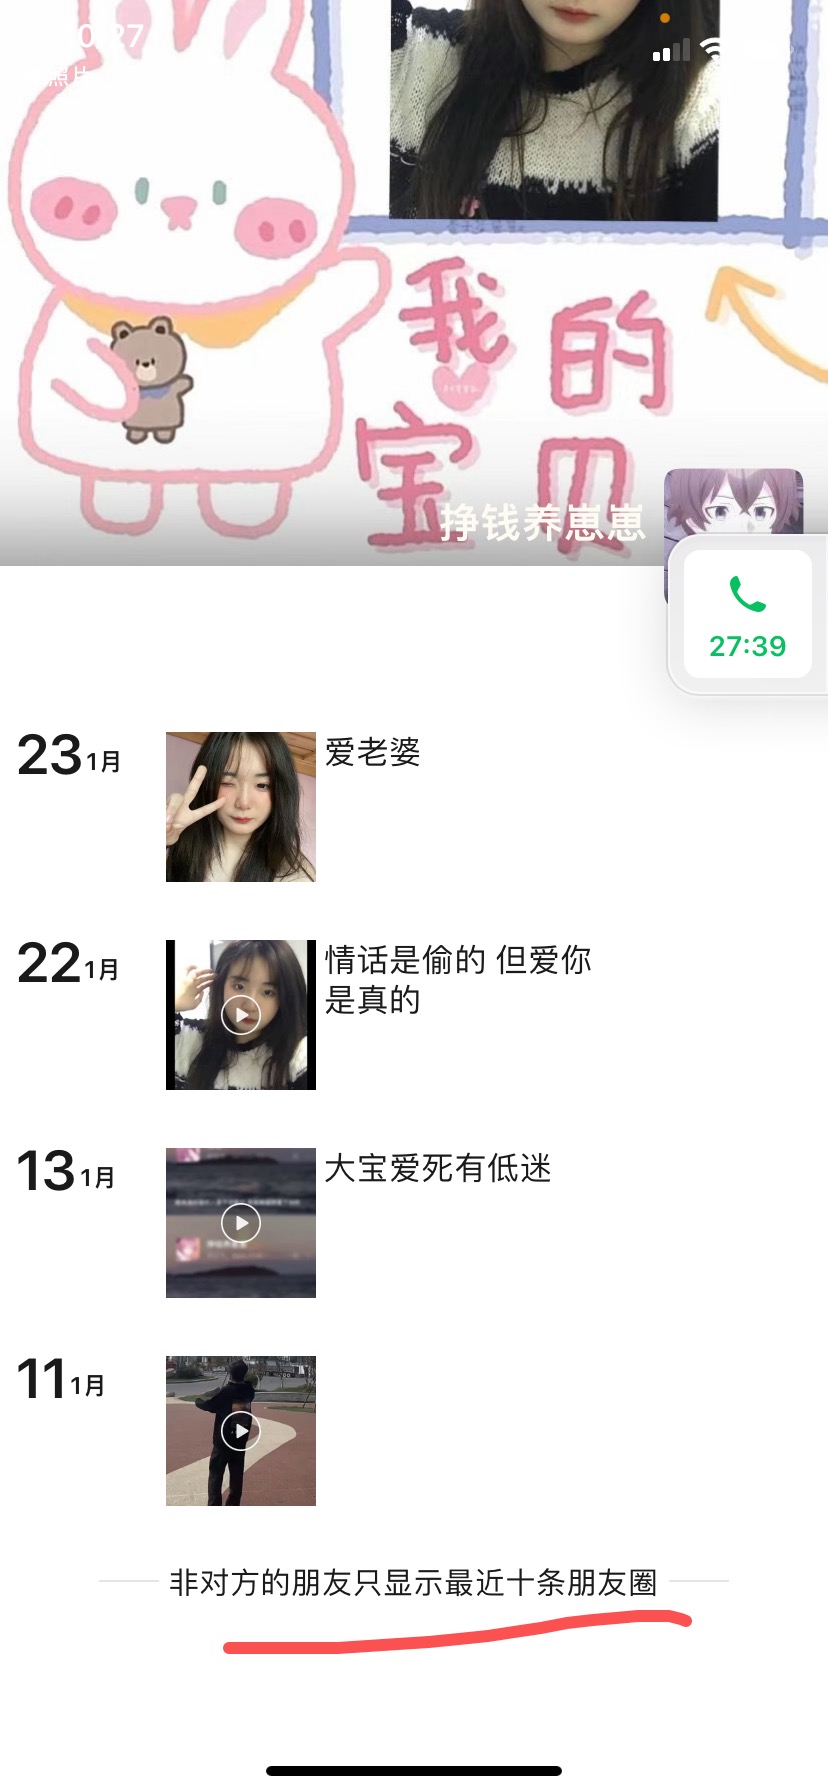 我的
宝贝
挣钱养崽崽
27:39
23 1月
爱老婆
22 1月
情话是偷的 但爱你
是真的
13 1月
大宝爱死有低迷
11 1月
非对方的朋友只显示最近十条朋友圈